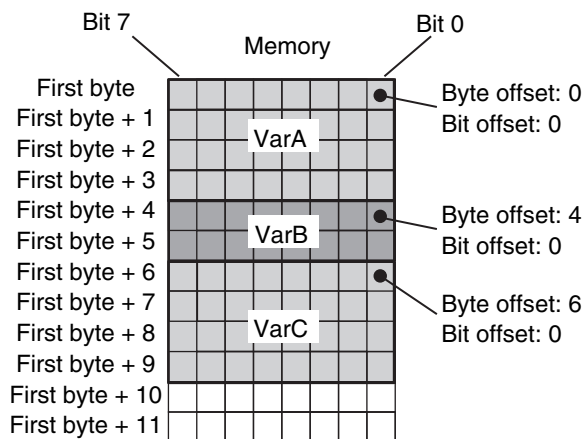 Bit 7
Bit 0
Memory
First byte
First byte + 1
First byte + 2
First byte + 3
First byte + 4
First byte + 5
First byte + 6
First byte + 7
First byte + 8
First byte + 9
First byte + 10
First byte + 11
VarA
VarB
VarC
Byte offset: 0
Bit offset: 0
Byte offset: 4
Bit offset: 0
Byte offset: 6
Bit offset: 0